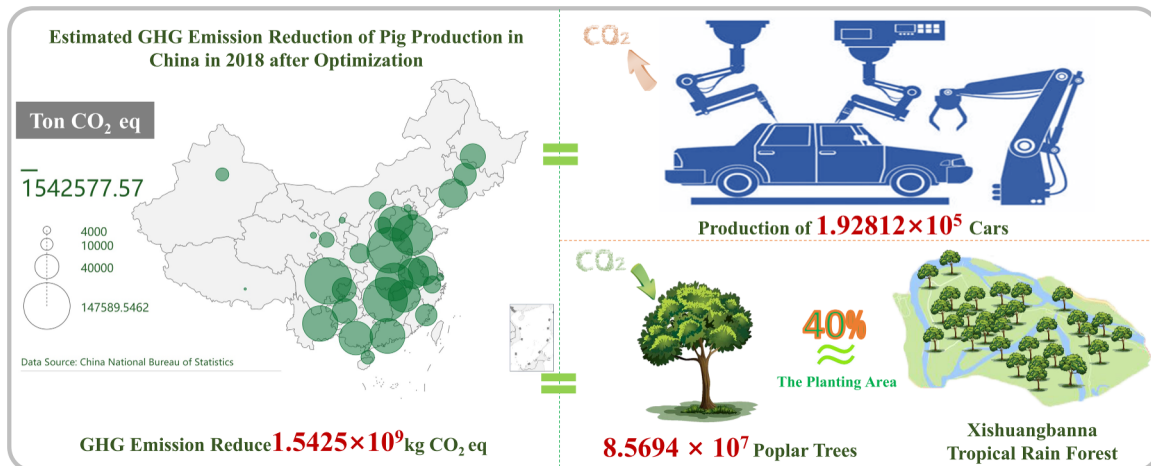 Estimated GHG Emission Reduction of Pig Production in
China in 2018 after Optimization
Ton CO₂ eq
1542577.57
4000
10000
40000
147589.5462
Data Source: China National Bureau of Statistics
GHG Emission Reduce 1.5425×10⁹kg CO₂ eq
=
=
CO₂
Production of 1.92812×10⁵ Cars
CO₂
8.5694 × 10⁷ Poplar Trees
40%
≈
The Planting Area
Xishuangbanna
Tropical Rain Forest